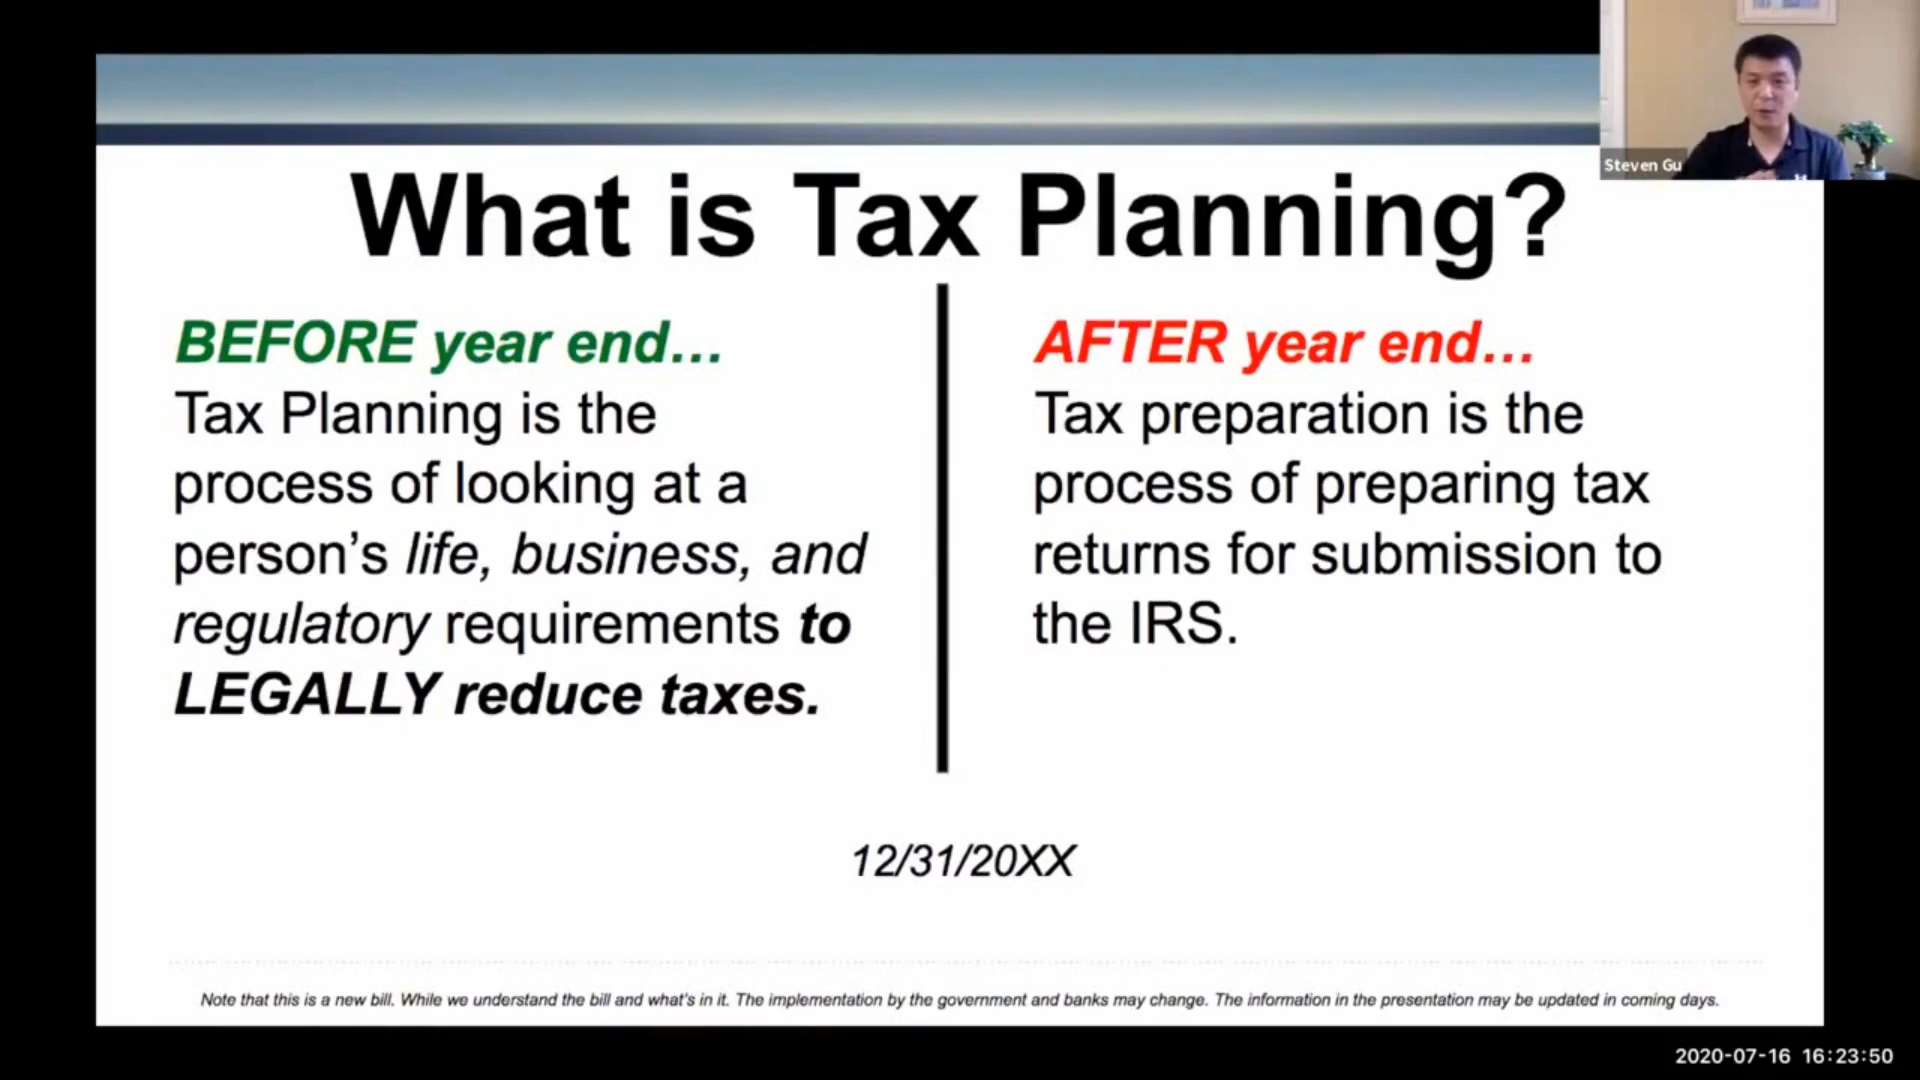 Steven Gu
What is Tax Planning?
BEFORE year end…
Tax Planning is the
process of looking at a
person’s life, business, and
regulatory requirements to
LEGALLY reduce taxes.
AFTER year end…
Tax preparation is the
process of preparing tax
returns for submission to
the IRS.
12/31/20XX
Note that this is a new bill. While we understand the bill and what’s in it. The implementation by the government and banks may change. The information in the presentation may be updated in coming days.
2020-07-16 16:23:50